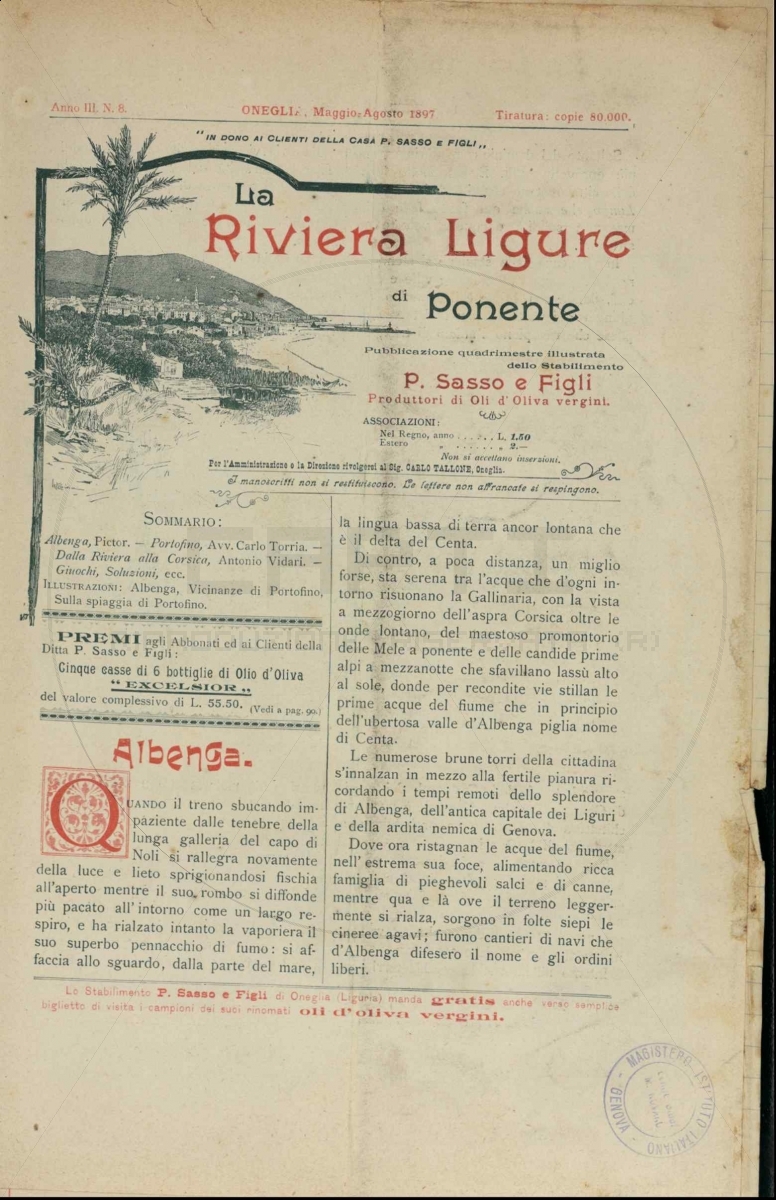 Anno III. N. 8.
ONEGLIA, Maggio-Agosto 1897
Tiratura: copie 80.000.
"IN DONO AI CLIENTI DELLA CASA P. SASSO E FIGLI„
La
Riviera Ligure
di Ponente
Pubblicazione quadrimestre illustrata
dello Stabilimento
P. Sasso e Figli
Produttori di Oli d'Oliva vergini.
ASSOCIAZIONI:
Nel Regno, anno . . . . . . L. 1.50
Estero „ . . . . . . „ 2.—
Non si accettano inserzioni.
Per l'Amministrazione e la Direzione rivolgersi al Sig. CARLO TALLONE, Oneglia.
I manoscritti non si restituiscono. Le lettere non affrancate si respingono.
SOMMARIO:
Albenga, Pictor. — Portofino, Avv. Carlo Torria. —
Dalla Riviera alla Corsica, Antonio Vidari. —
Giuochi, Soluzioni, ecc.
ILLUSTRAZIONI: Albenga, Vicinanze di Portofino,
Sulla spiaggia di Portofino.
PREMI agli Abbonati ed ai Clienti della
Ditta P. Sasso e Figli:
Cinque casse di 6 bottiglie di Olio d'Oliva
"EXCELSIOR„
del valore complessivo di L. 55.50. (Vedi a pag. 90.)
Albenga.
QUANDO il treno sbucando im-
paziente dalle tenebre della
lunga galleria del capo di
Noli si rallegra novamente
della luce e lieto sprigionandosi fischia
all'aperto mentre il suo rombo si diffonde
più pacato all'intorno come un largo re-
spiro, e ha rialzato intanto la vaporiera il
suo superbo pennacchio di fumo: si af-
faccia allo sguardo, dalla parte del mare,
la lingua bassa di terra ancor lontana che
è il delta del Centa.
Di contro, a poca distanza, un miglio
forse, sta serena tra l'acque che d'ogni in-
torno risuonano la Gallinaria, con la vista
a mezzogiorno dell'aspra Corsica oltre le
onde lontano, del maestoso promontorio
delle Mele a ponente e delle candide prime
alpi a mezzanotte che sfavillano lassù alto
al sole, donde per recondite vie stillan le
prime acque del fiume che in principio
dell'ubertosa valle d'Albenga piglia nome
di Centa.
Le numerose brune torri della cittadina
s'innalzan in mezzo alla fertile pianura ri-
cordando i tempi remoti dello splendore
di Albenga, dell'antica capitale dei Liguri
e della ardita nemica di Genova.
Dove ora ristagnan le acque del fiume,
nell'estrema sua foce, alimentando ricca
famiglia di pieghevoli salci e di canne,
mentre qua e là ove il terreno legger-
mente si rialza, sorgono in folte siepi le
cineree agavi; furono cantieri di navi che
d'Albenga difesero il nome e gli ordini
liberi.
Lo Stabilimento P. Sasso e Figli di Oneglia (Liguria) manda gratis anche verso semplice
biglietto di visita i campioni dei suoi rinomati oli d'oliva vergini.
MAGISTERO ISTITUTO ITALIANO - GENOVA -